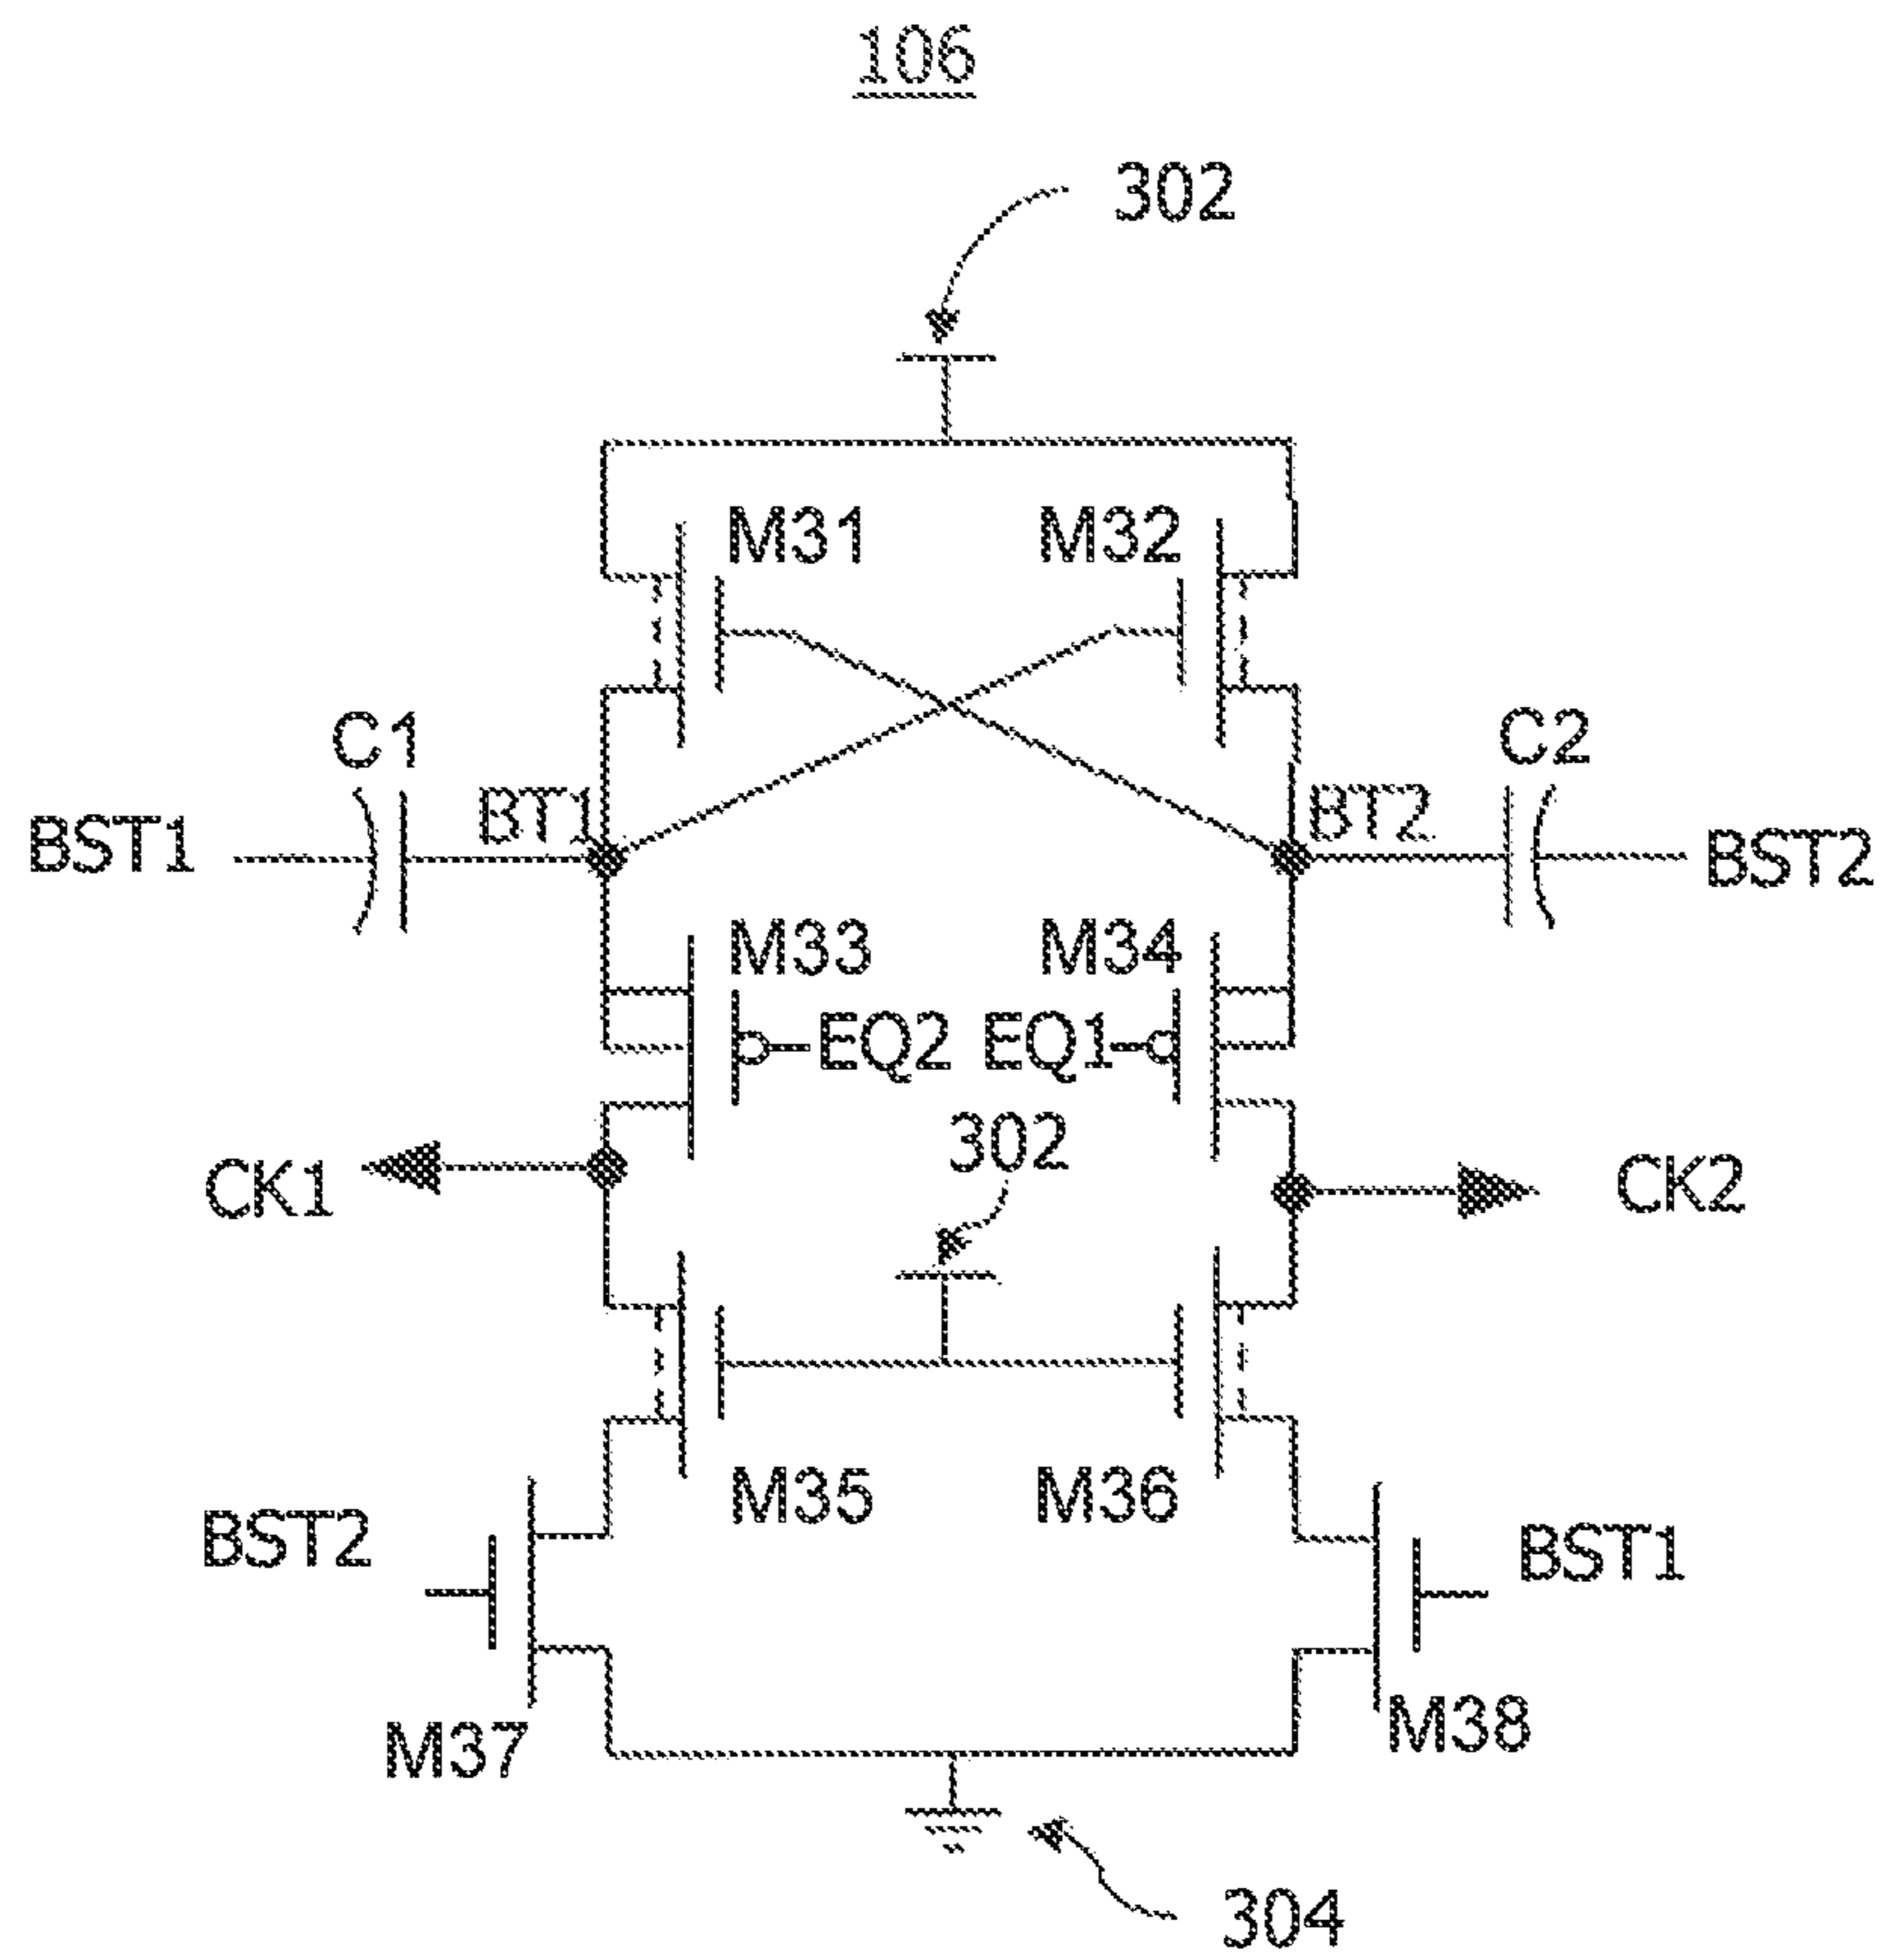 106
302
M31 M32
C1 C2
BT1 BT2
BST1 BST2
M33 M34
EQ2 EQ1
302
CK1 CK2
M35 M36
BST2 BST1
M37 M38
304